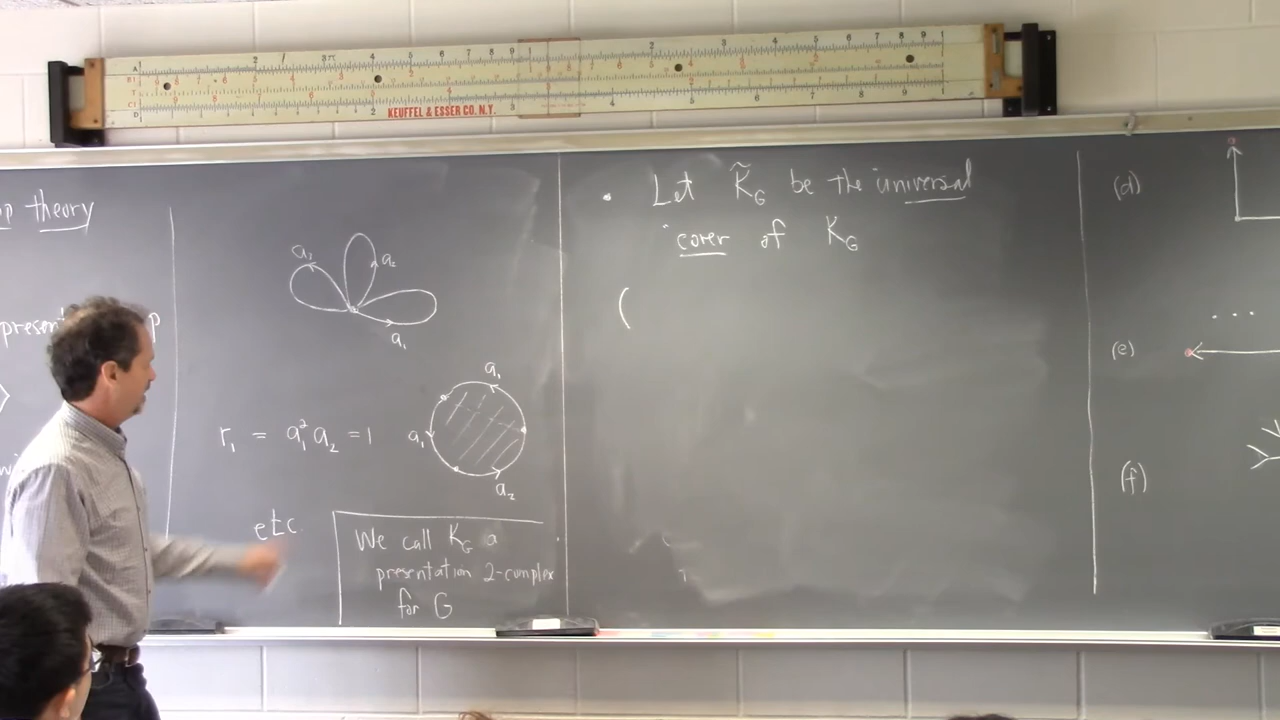 KEUFFEL & ESSER CO. N.Y.
theory
a₂
a₂
a₁
a₁
r₁ = a₁²a₂ = 1
a₁
a₂
etc.
We call K_G a
presentation 2-complex
for G
• Let K̃_G be the universal
cover of K_G
(
(d)
...
(e)
(f)